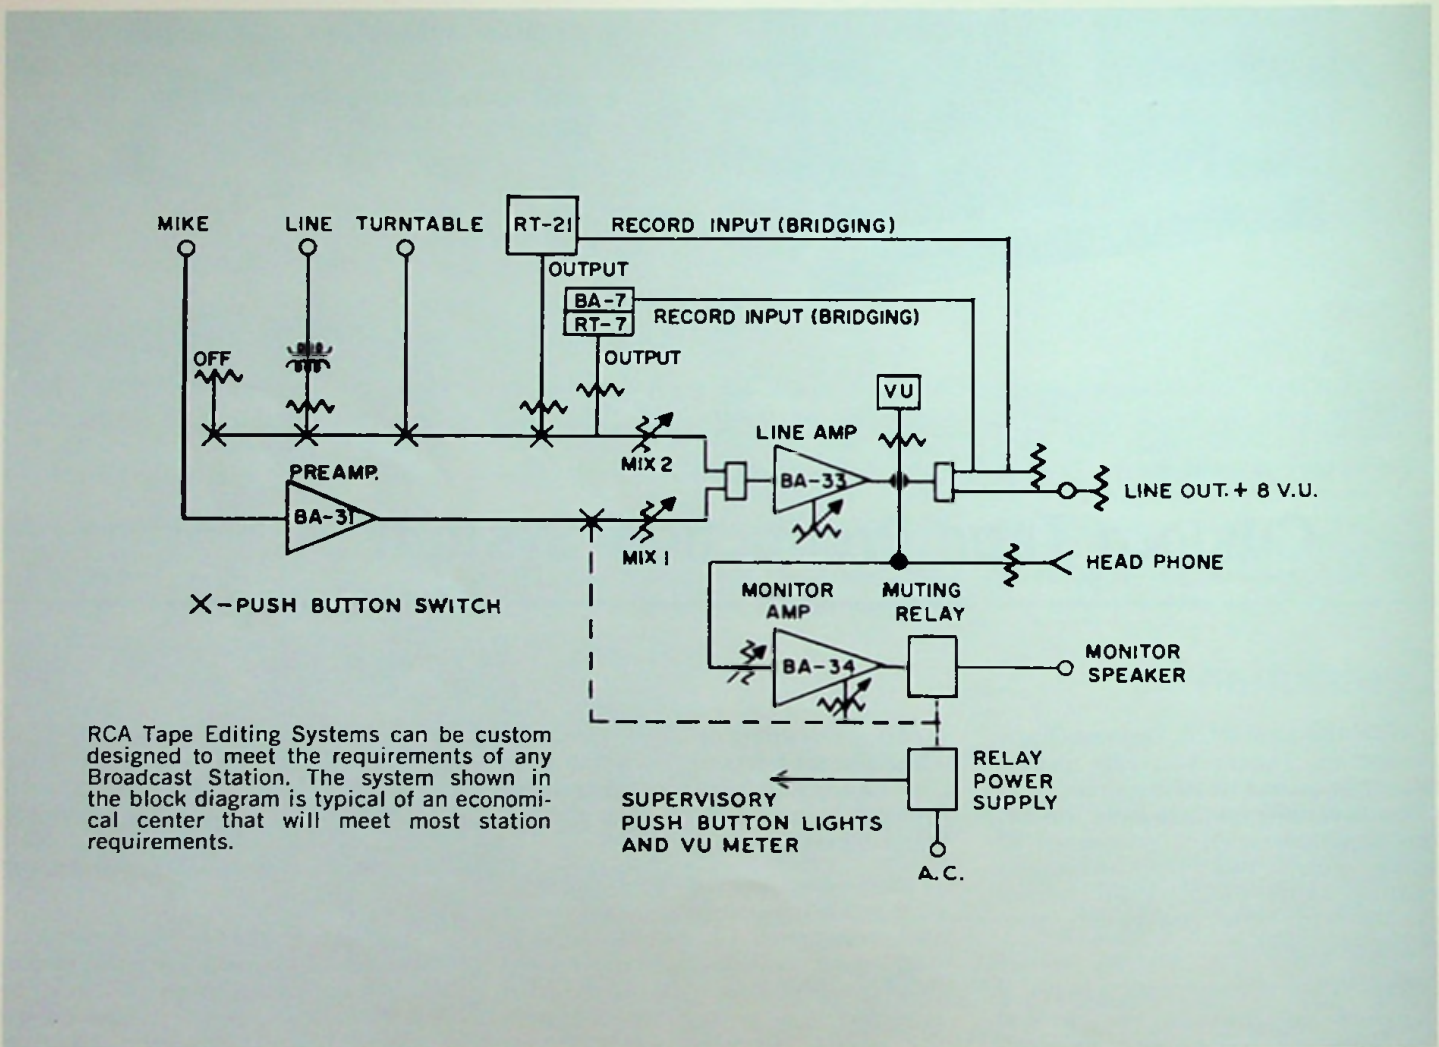 MIKE
LINE
TURNTABLE
RT-21
RECORD INPUT (BRIDGING)
OUTPUT
BA-7
RT-7
RECORD INPUT (BRIDGING)
OUTPUT
OFF
VU
LINE AMP
BA-33
MIX 2
PREAMP.
BA-31
MIX 1
LINE OUT. + 8 V.U.
HEAD PHONE
X-PUSH BUTTON SWITCH
MONITOR
AMP
BA-34
MUTING
RELAY
MONITOR
SPEAKER
RELAY
POWER
SUPPLY
SUPERVISORY
PUSH BUTTON LIGHTS
AND VU METER
A.C.
RCA Tape Editing Systems can be custom
designed to meet the requirements of any
Broadcast Station. The system shown in
the block diagram is typical of an economi-
cal center that will meet most station
requirements.